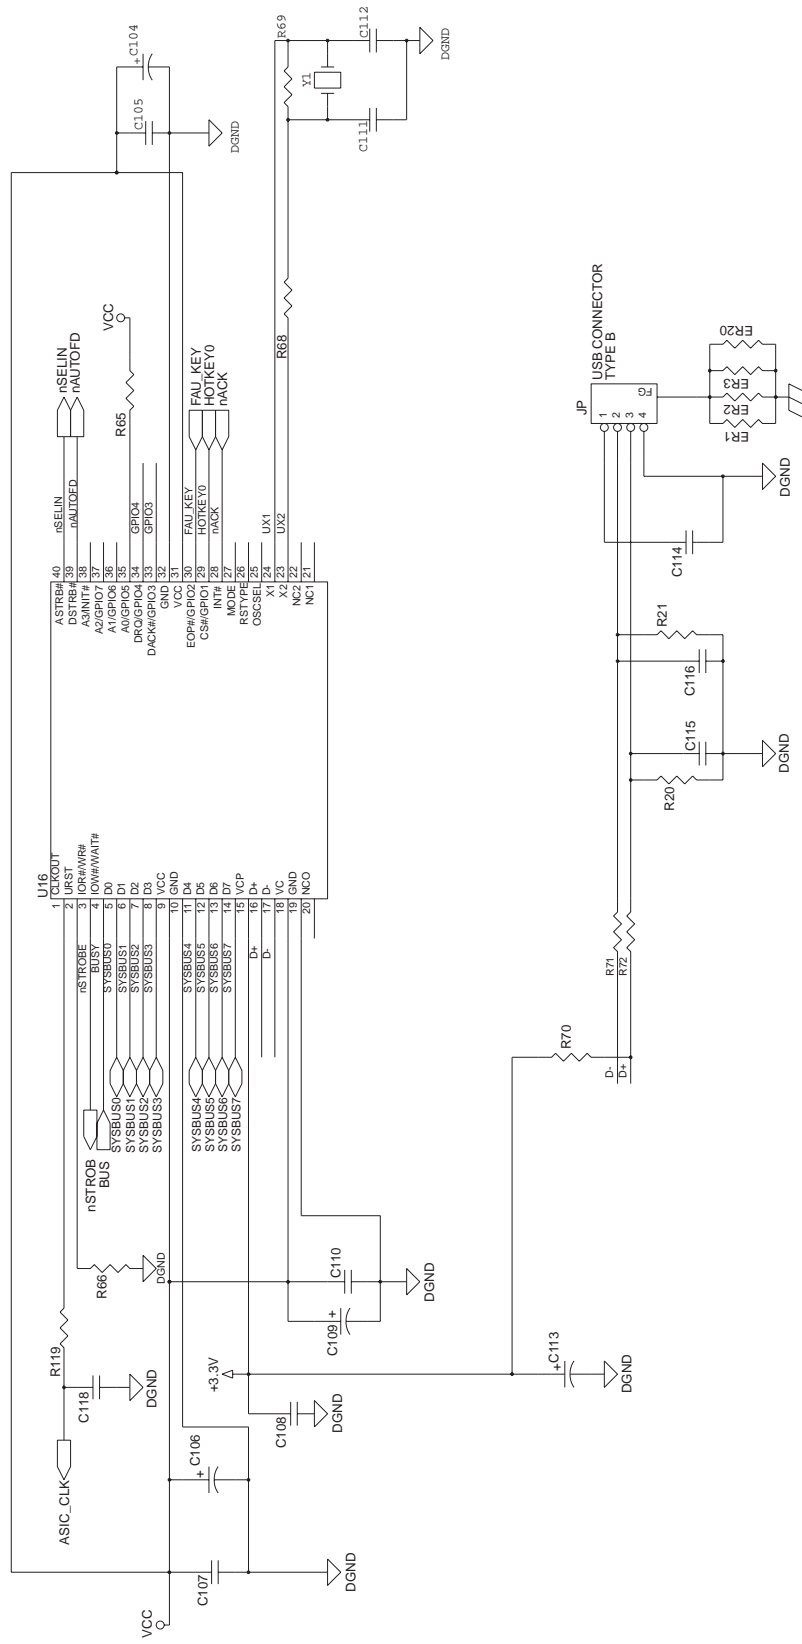 +C104
C105
DGND
R69
C112
DGND
Y1
C111
VCC
R65
R68
nSELIN
nAUTOFD
nSELIN
nAUTOFD
GPIO4
GPIO3
FAU_KEY
HOTKEY0
nACK
FAU_KEY
HOTKEY0
nACK
UX1
UX2
40 ASTRB#
39 DSTRB#
38 A3/INIT#
37 A2/GPIO7
36 A1/GPIO6
35 A0/GPIO5
34 DRQ/GPIO4
33 DACK#/GPIO3
32 GND
31 VCC
30 EOP#/GPIO2
29 CS#/GPIO1
28 INT#
27 MODE
26 RSTYPE
25 OSCSEL
24 X1
23 X2
22 NC2
21 NC1
U16
1 CLKOUT
2 URST
3 IOR#/WR#
4 IOW#/WAIT#
5 D0
6 D1
7 D2
8 D3
9 VCC
10 GND
11 D4
12 D5
13 D6
14 D7
15 VCP
16 D+
17 D-
18 VC
19 GND
20 NCO
nSTROBE
BUSY
SYSBUS0
SYSBUS1
SYSBUS2
SYSBUS3
SYSBUS4
SYSBUS5
SYSBUS6
SYSBUS7
D+
D-
nSTROB
BUS
SYSBUS0
SYSBUS1
SYSBUS2
SYSBUS3
SYSBUS4
SYSBUS5
SYSBUS6
SYSBUS7
R66
DGND
R119
C118
DGND
ASIC_CLK
C109 +
C110
DGND
+3.3V
C108
DGND
C106
+
C107
DGND
VCC
+C113
DGND
R70
D-
D+
R71
R72
R20
C115
DGND
C116
R21
C114
DGND
JP
USB CONNECTOR
TYPE B
1
2
3
4
FG
ER1
ER2
ER3
ER20